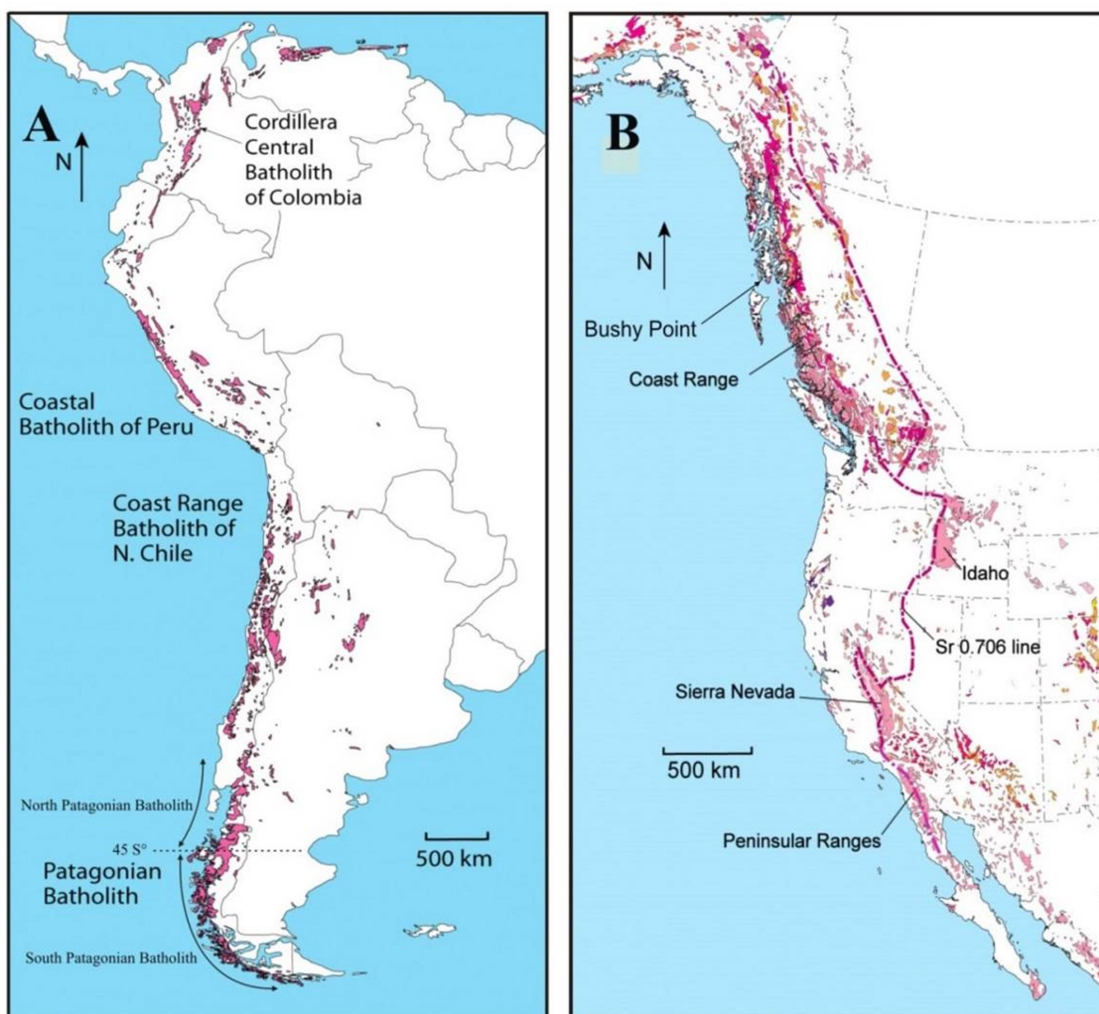 A
N
Cordillera
Central
Batholith
of Colombia
Coastal
Batholith of Peru
Coast Range
Batholith of
N. Chile
North Patagonian Batholith
45 S°
Patagonian
Batholith
South Patagonian Batholith
500 km
B
N
Bushy Point
Coast Range
Idaho
Sr 0.706 line
Sierra Nevada
500 km
Peninsular Ranges